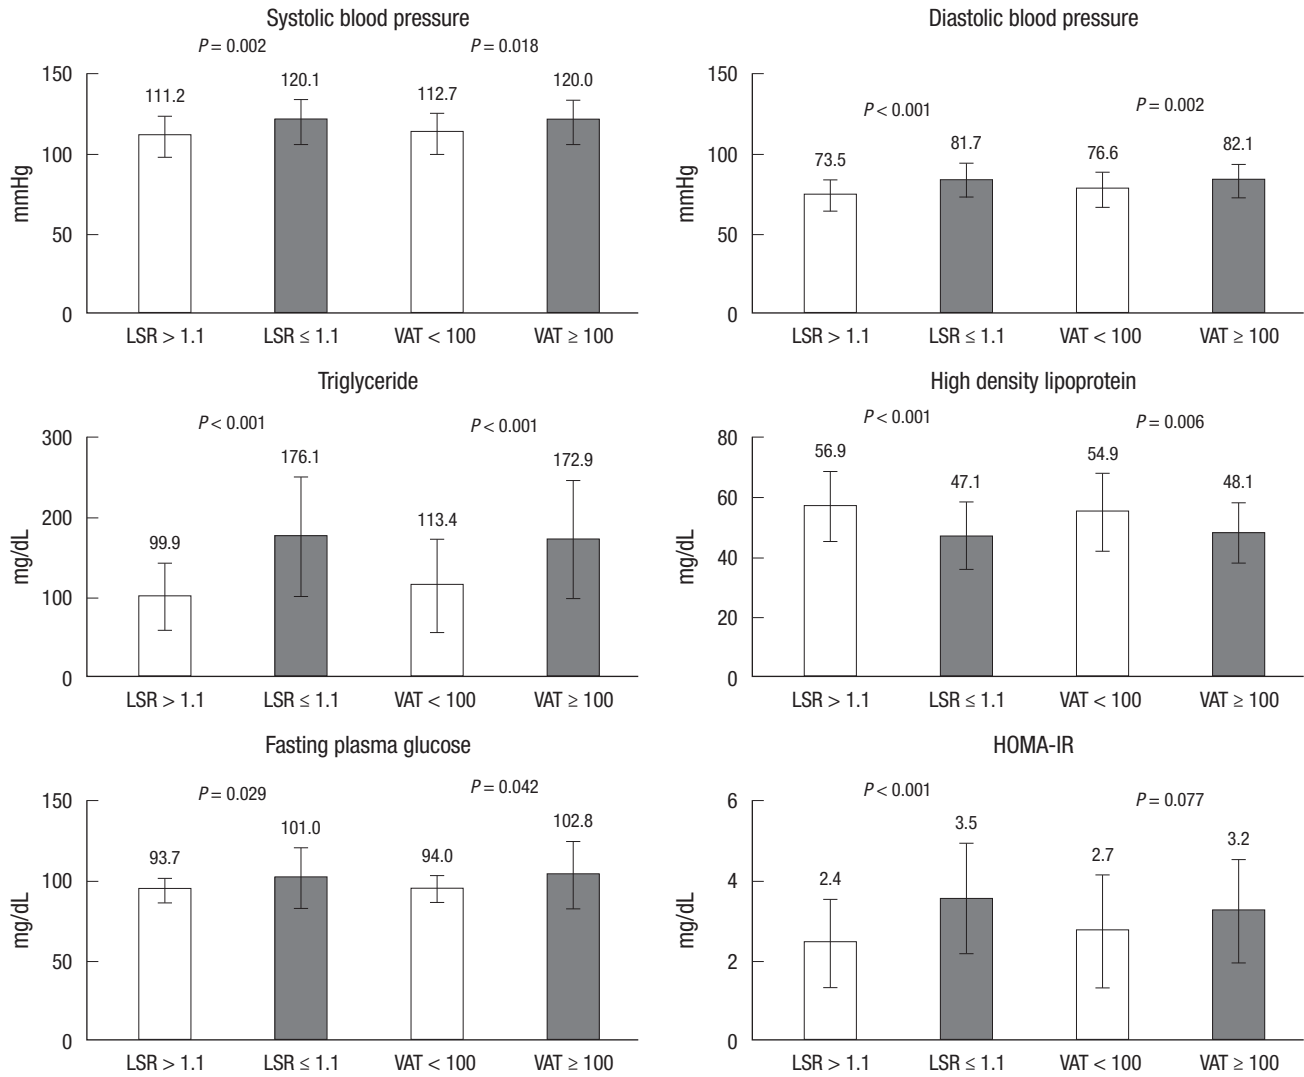 Systolic blood pressure
P = 0.002
P = 0.018
150
100
50
0
mmHg
111.2
120.1
112.7
120.0
LSR > 1.1
LSR ≤ 1.1
VAT < 100
VAT ≥ 100
Diastolic blood pressure
P < 0.001
P = 0.002
150
100
50
0
mmHg
73.5
81.7
76.6
82.1
LSR > 1.1
LSR ≤ 1.1
VAT < 100
VAT ≥ 100
Triglyceride
P < 0.001
P < 0.001
300
200
100
0
mg/dL
99.9
176.1
113.4
172.9
LSR > 1.1
LSR ≤ 1.1
VAT < 100
VAT ≥ 100
High density lipoprotein
P < 0.001
P = 0.006
80
60
40
20
0
mg/dL
56.9
47.1
54.9
48.1
LSR > 1.1
LSR ≤ 1.1
VAT < 100
VAT ≥ 100
Fasting plasma glucose
P = 0.029
P = 0.042
150
100
50
0
mg/dL
93.7
101.0
94.0
102.8
LSR > 1.1
LSR ≤ 1.1
VAT < 100
VAT ≥ 100
HOMA-IR
P < 0.001
P = 0.077
6
4
2
0
mg/dL
2.4
3.5
2.7
3.2
LSR > 1.1
LSR ≤ 1.1
VAT < 100
VAT ≥ 100